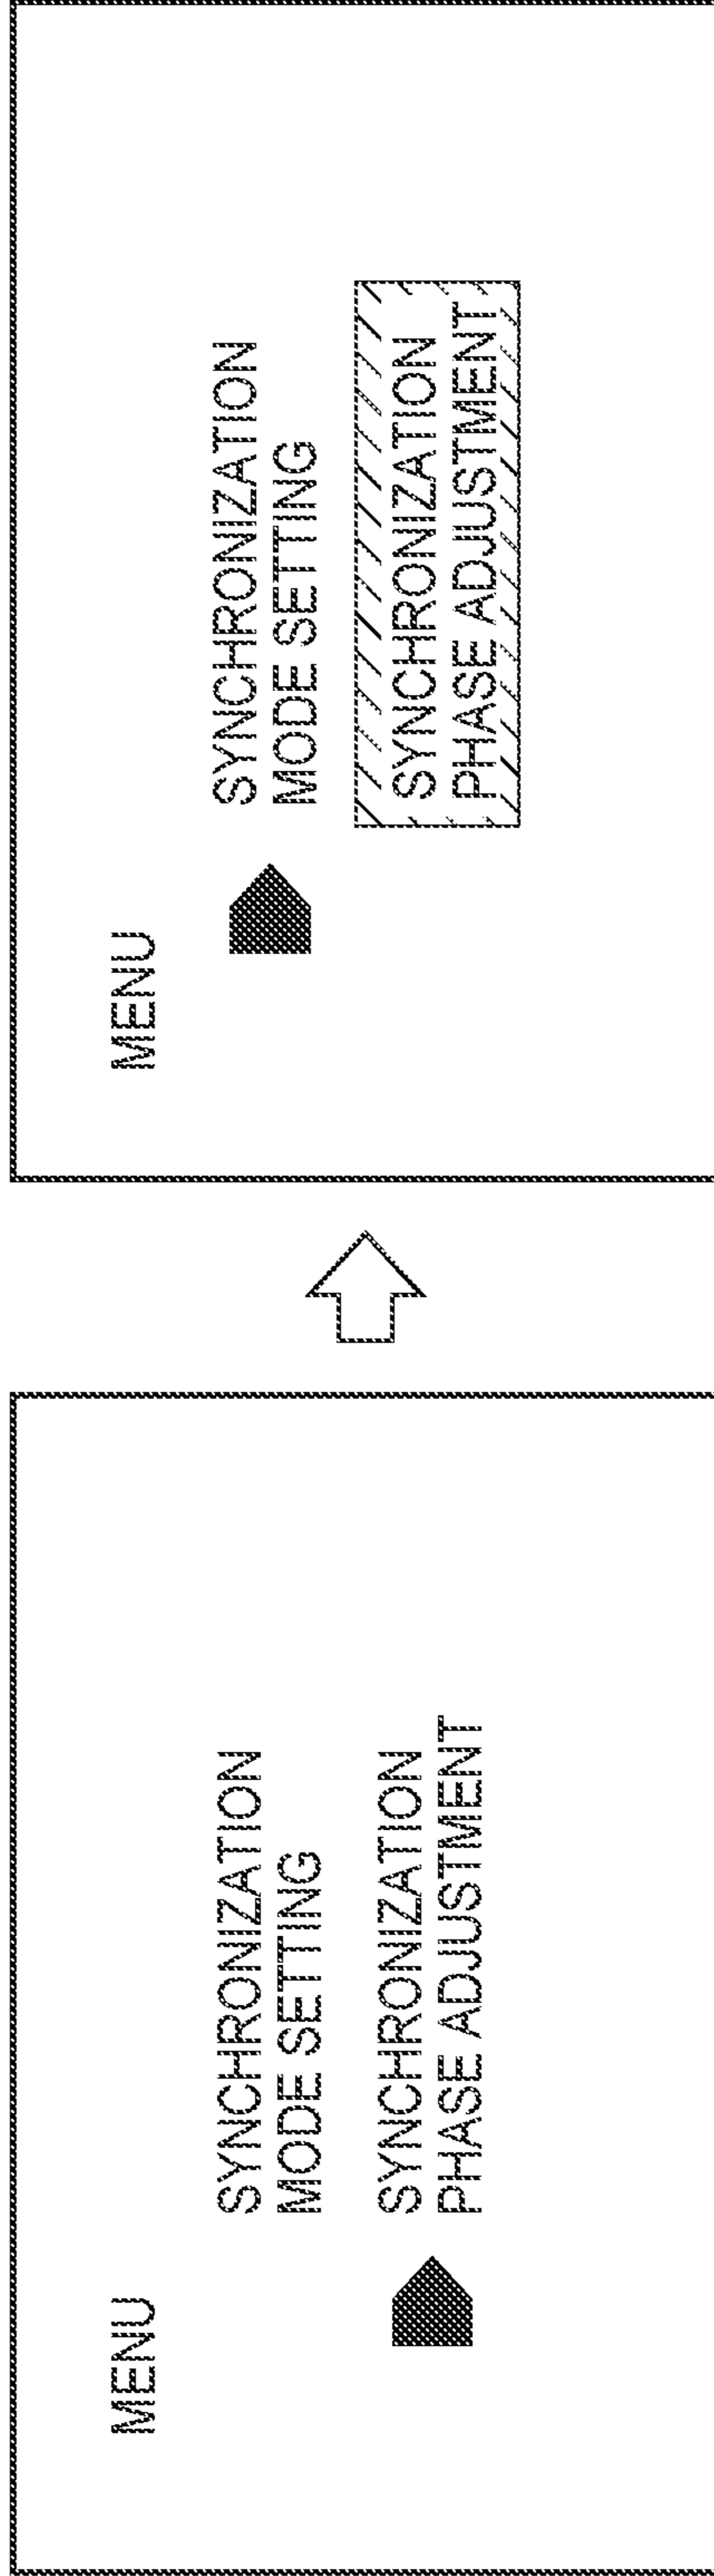 MENU
SYNCHRONIZATION
MODE SETTING
SYNCHRONIZATION
PHASE ADJUSTMENT
MENU
SYNCHRONIZATION
MODE SETTING
SYNCHRONIZATION
PHASE ADJUSTMENT